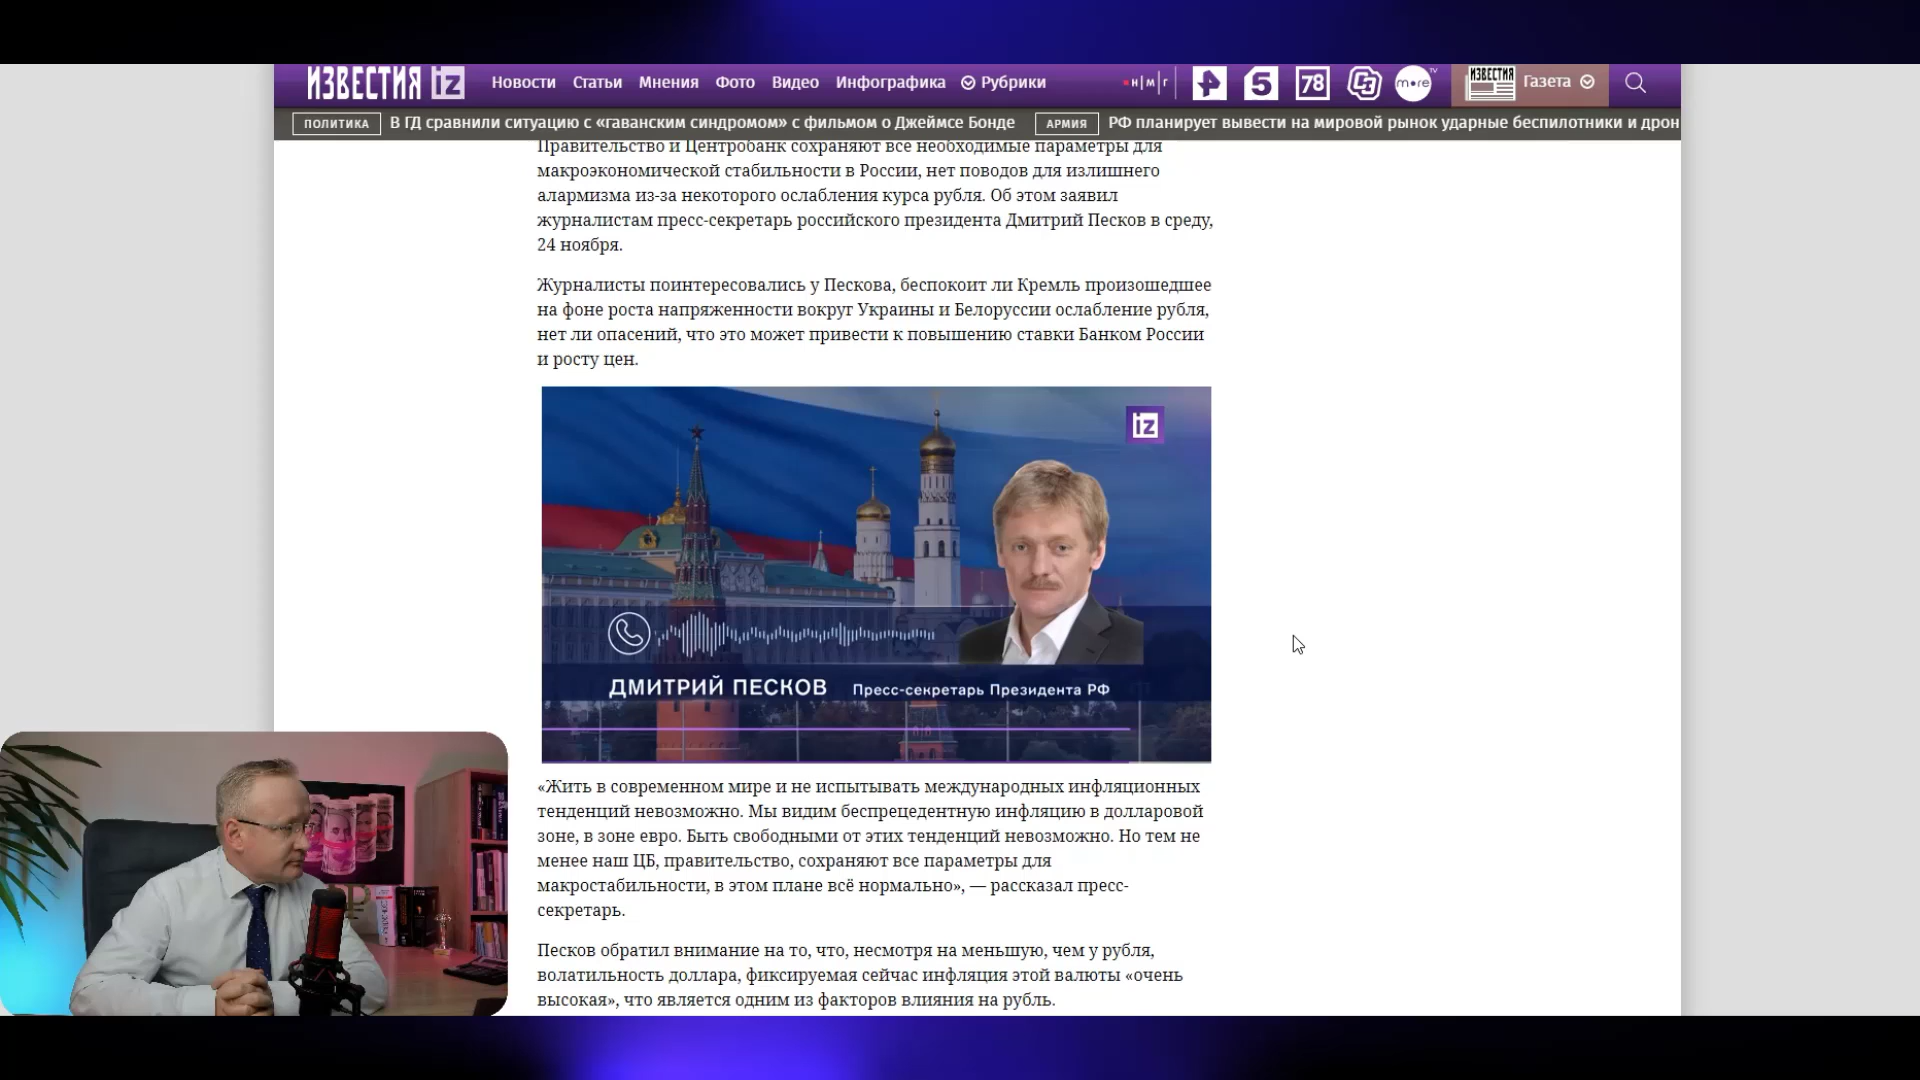 ИЗВЕСТИЯ iz Новости Статьи Мнения Фото Видео Инфографика Рубрики н|м|г 5 78 more TV ИЗВЕСТИЯ Газета
ПОЛИТИКА В ГД сравнили ситуацию с «гаванским синдромом» с фильмом о Джеймсе Бонде АРМИЯ РФ планирует вывести на мировой рынок ударные беспилотники и дрон
Правительство и Центробанк сохраняют все необходимые параметры для
макроэкономической стабильности в России, нет поводов для излишнего
алармизма из-за некоторого ослабления курса рубля. Об этом заявил
журналистам пресс-секретарь российского президента Дмитрий Песков в среду,
24 ноября.
Журналисты поинтересовались у Пескова, беспокоит ли Кремль произошедшее
на фоне роста напряженности вокруг Украины и Белоруссии ослабление рубля,
нет ли опасений, что это может привести к повышению ставки Банком России
и росту цен.
iz
ДМИТРИЙ ПЕСКОВ Пресс-секретарь Президента РФ
«Жить в современном мире и не испытывать международных инфляционных
тенденций невозможно. Мы видим беспрецедентную инфляцию в долларовой
зоне, в зоне евро. Быть свободными от этих тенденций невозможно. Но тем не
менее наш ЦБ, правительство, сохраняют все параметры для
макростабильности, в этом плане всё нормально», — рассказал пресс-
секретарь.
Песков обратил внимание на то, что, несмотря на меньшую, чем у рубля,
волатильность доллара, фиксируемая сейчас инфляция этой валюты «очень
высокая», что является одним из факторов влияния на рубль.